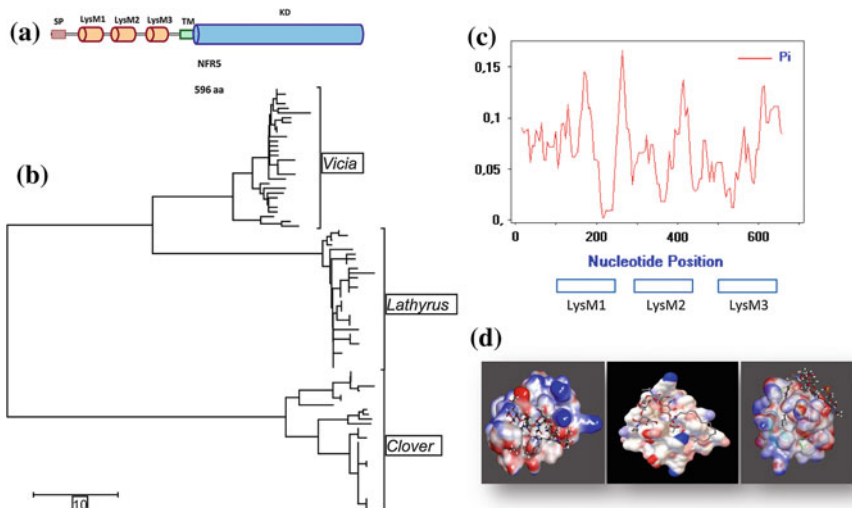 (a)
SP LysM1 LysM2 LysM3 TM KD
NFR5
596 aa
(b)
Vicia
Lathyrus
Clover
10
(c)
Pi
0,15
0,1
0,05
0,
0 200 400 600
Nucleotide Position
LysM1 LysM2 LysM3
(d)